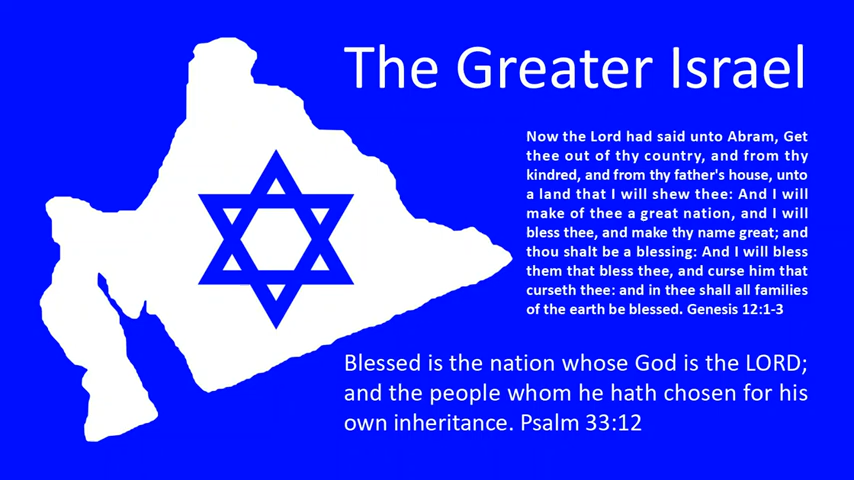 The Greater Israel
Now the Lord had said unto Abram, Get
thee out of thy country, and from thy
kindred, and from thy father's house, unto
a land that I will shew thee: And I will
make of thee a great nation, and I will
bless thee, and make thy name great; and
thou shalt be a blessing: And I will bless
them that bless thee, and curse him that
curseth thee: and in thee shall all families
of the earth be blessed. Genesis 12:1-3
Blessed is the nation whose God is the LORD;
and the people whom he hath chosen for his
own inheritance. Psalm 33:12